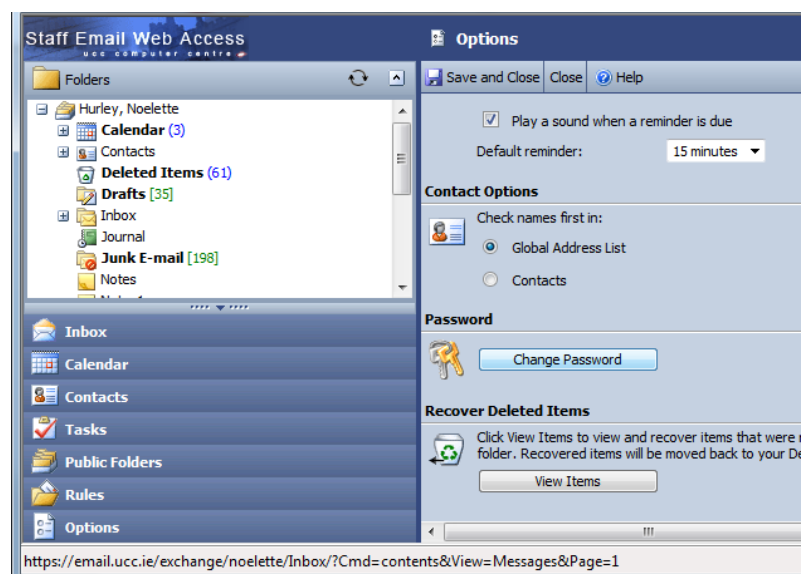 Staff Email Web Access
ucc computer centre
Options
Folders
Save and Close Close Help
Hurley, Noelette
Calendar (3)
Contacts
Deleted Items (61)
Drafts [35]
Inbox
Journal
Junk E-mail [198]
Notes
Play a sound when a reminder is due
Default reminder: 15 minutes
Contact Options
Check names first in:
Global Address List
Contacts
Password
Change Password
Recover Deleted Items
Click View Items to view and recover items that were
folder. Recovered items will be moved back to your
View Items
Inbox
Calendar
Contacts
Tasks
Public Folders
Rules
Options
https://email.ucc.ie/exchange/noelette/Inbox/?Cmd=contents&View=Messages&Page=1